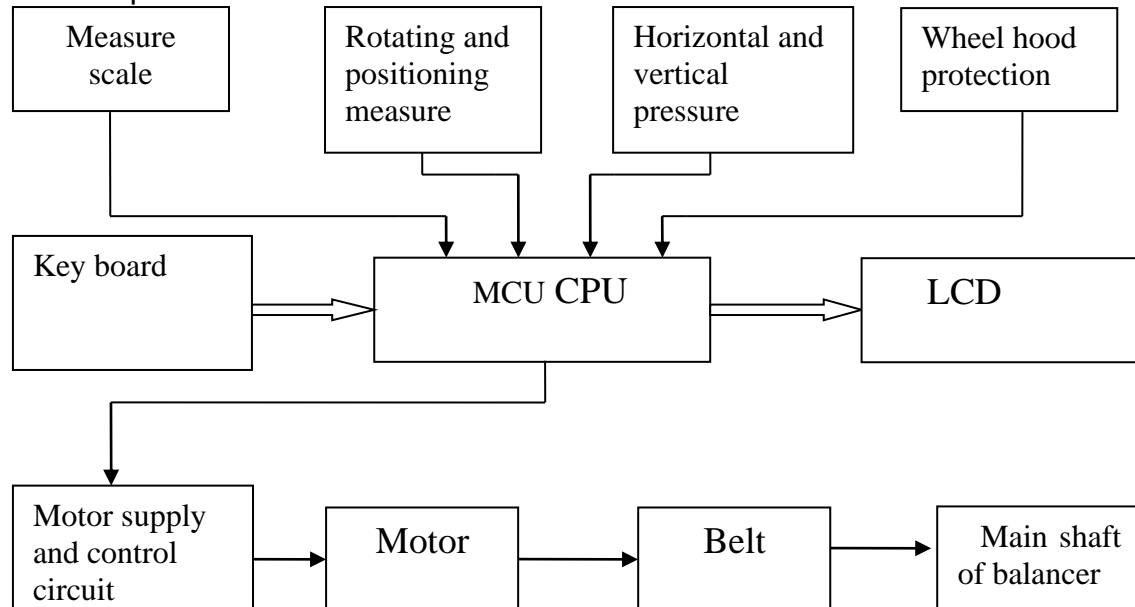 Measure
scale
Rotating and
positioning
measure
Horizontal and
vertical
pressure
Wheel hood
protection
Key board
MCU CPU
LCD
Motor supply
and control
circuit
Motor
Belt
Main shaft
of balancer